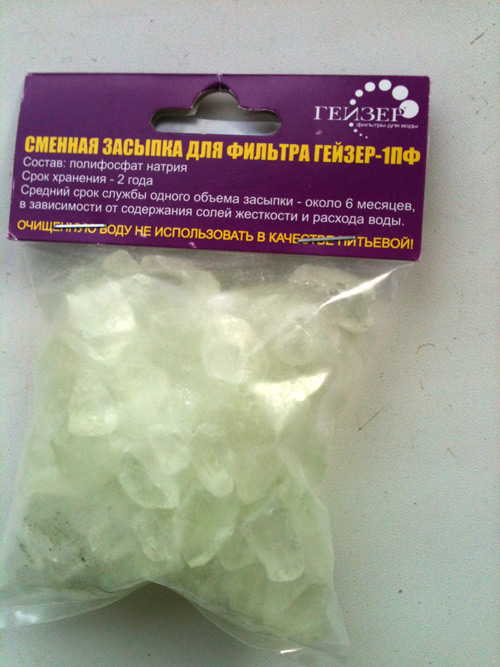 ГЕЙЗЕР
фильтры для воды
СМЕННАЯ ЗАСЫПКА ДЛЯ ФИЛЬТРА ГЕЙЗЕР-1ПФ
Состав: полифосфат натрия
Срок хранения - 2 года
Средний срок службы одного объема засыпки - около 6 месяцев,
в зависимости от содержания солей жесткости и расхода воды.
ОЧИЩЕННУЮ ВОДУ НЕ ИСПОЛЬЗОВАТЬ В КАЧЕСТВЕ ПИТЬЕВОЙ!